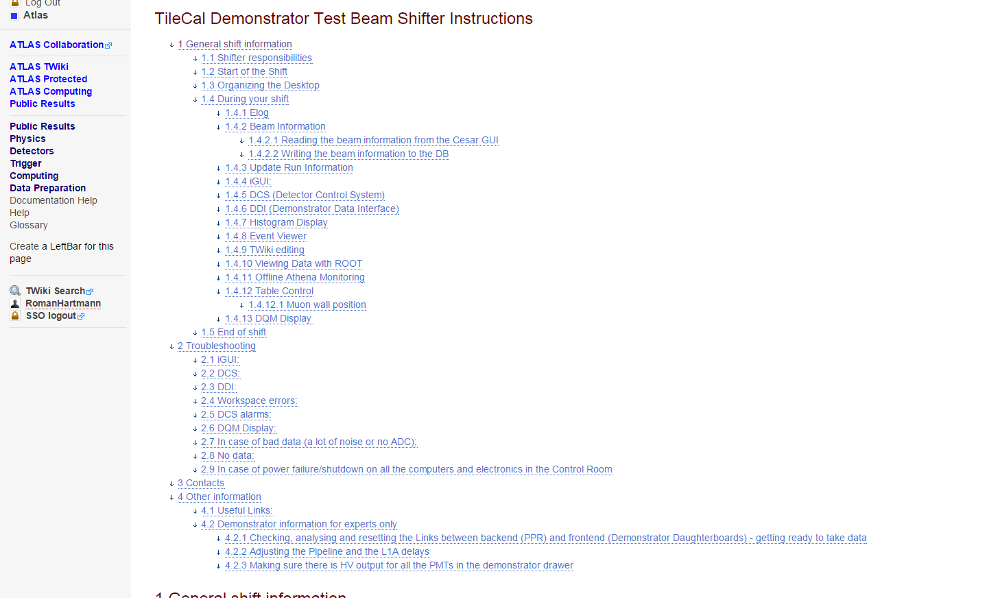 Log Out
Atlas
ATLAS Collaboration
ATLAS TWiki
ATLAS Protected
ATLAS Computing
Public Results
Public Results
Physics
Detectors
Trigger
Computing
Data Preparation
Documentation Help
Help
Glossary
Create a LeftBar for this
page
TWiki Search
RomanHartmann
SSO logout
TileCal Demonstrator Test Beam Shifter Instructions
1 General shift information
1.1 Shifter responsibilities
1.2 Start of the Shift
1.3 Organizing the Desktop
1.4 During your shift
1.4.1 Elog
1.4.2 Beam Information
1.4.2.1 Reading the beam information from the Cesar GUI
1.4.2.2 Writing the beam information to the DB
1.4.3 Update Run Information
1.4.4 iGUI:
1.4.5 DCS (Detector Control System)
1.4.6 DDI (Demonstrator Data Interface)
1.4.7 Histogram Display
1.4.8 Event Viewer
1.4.9 TWiki editing
1.4.10 Viewing Data with ROOT
1.4.11 Offline Athena Monitoring
1.4.12 Table Control
1.4.12.1 Muon wall position
1.4.13 DQM Display
1.5 End of shift
2 Troubleshooting
2.1 iGUI:
2.2 DCS:
2.3 DDI:
2.4 Workspace errors:
2.5 DCS alarms:
2.6 DQM Display:
2.7 In case of bad data (a lot of noise or no ADC);
2.8 No data:
2.9 In case of power failure/shutdown on all the computers and electronics in the Control Room
3 Contacts
4 Other information
4.1 Useful Links:
4.2 Demonstrator information for experts only
4.2.1 Checking, analysing and resetting the Links between backend (PPR) and frontend (Demonstrator Daughterboards) - getting ready to take data
4.2.2 Adjusting the Pipeline and the L1A delays
4.2.3 Making sure there is HV output for all the PMTs in the demonstrator drawer
1 General shift information